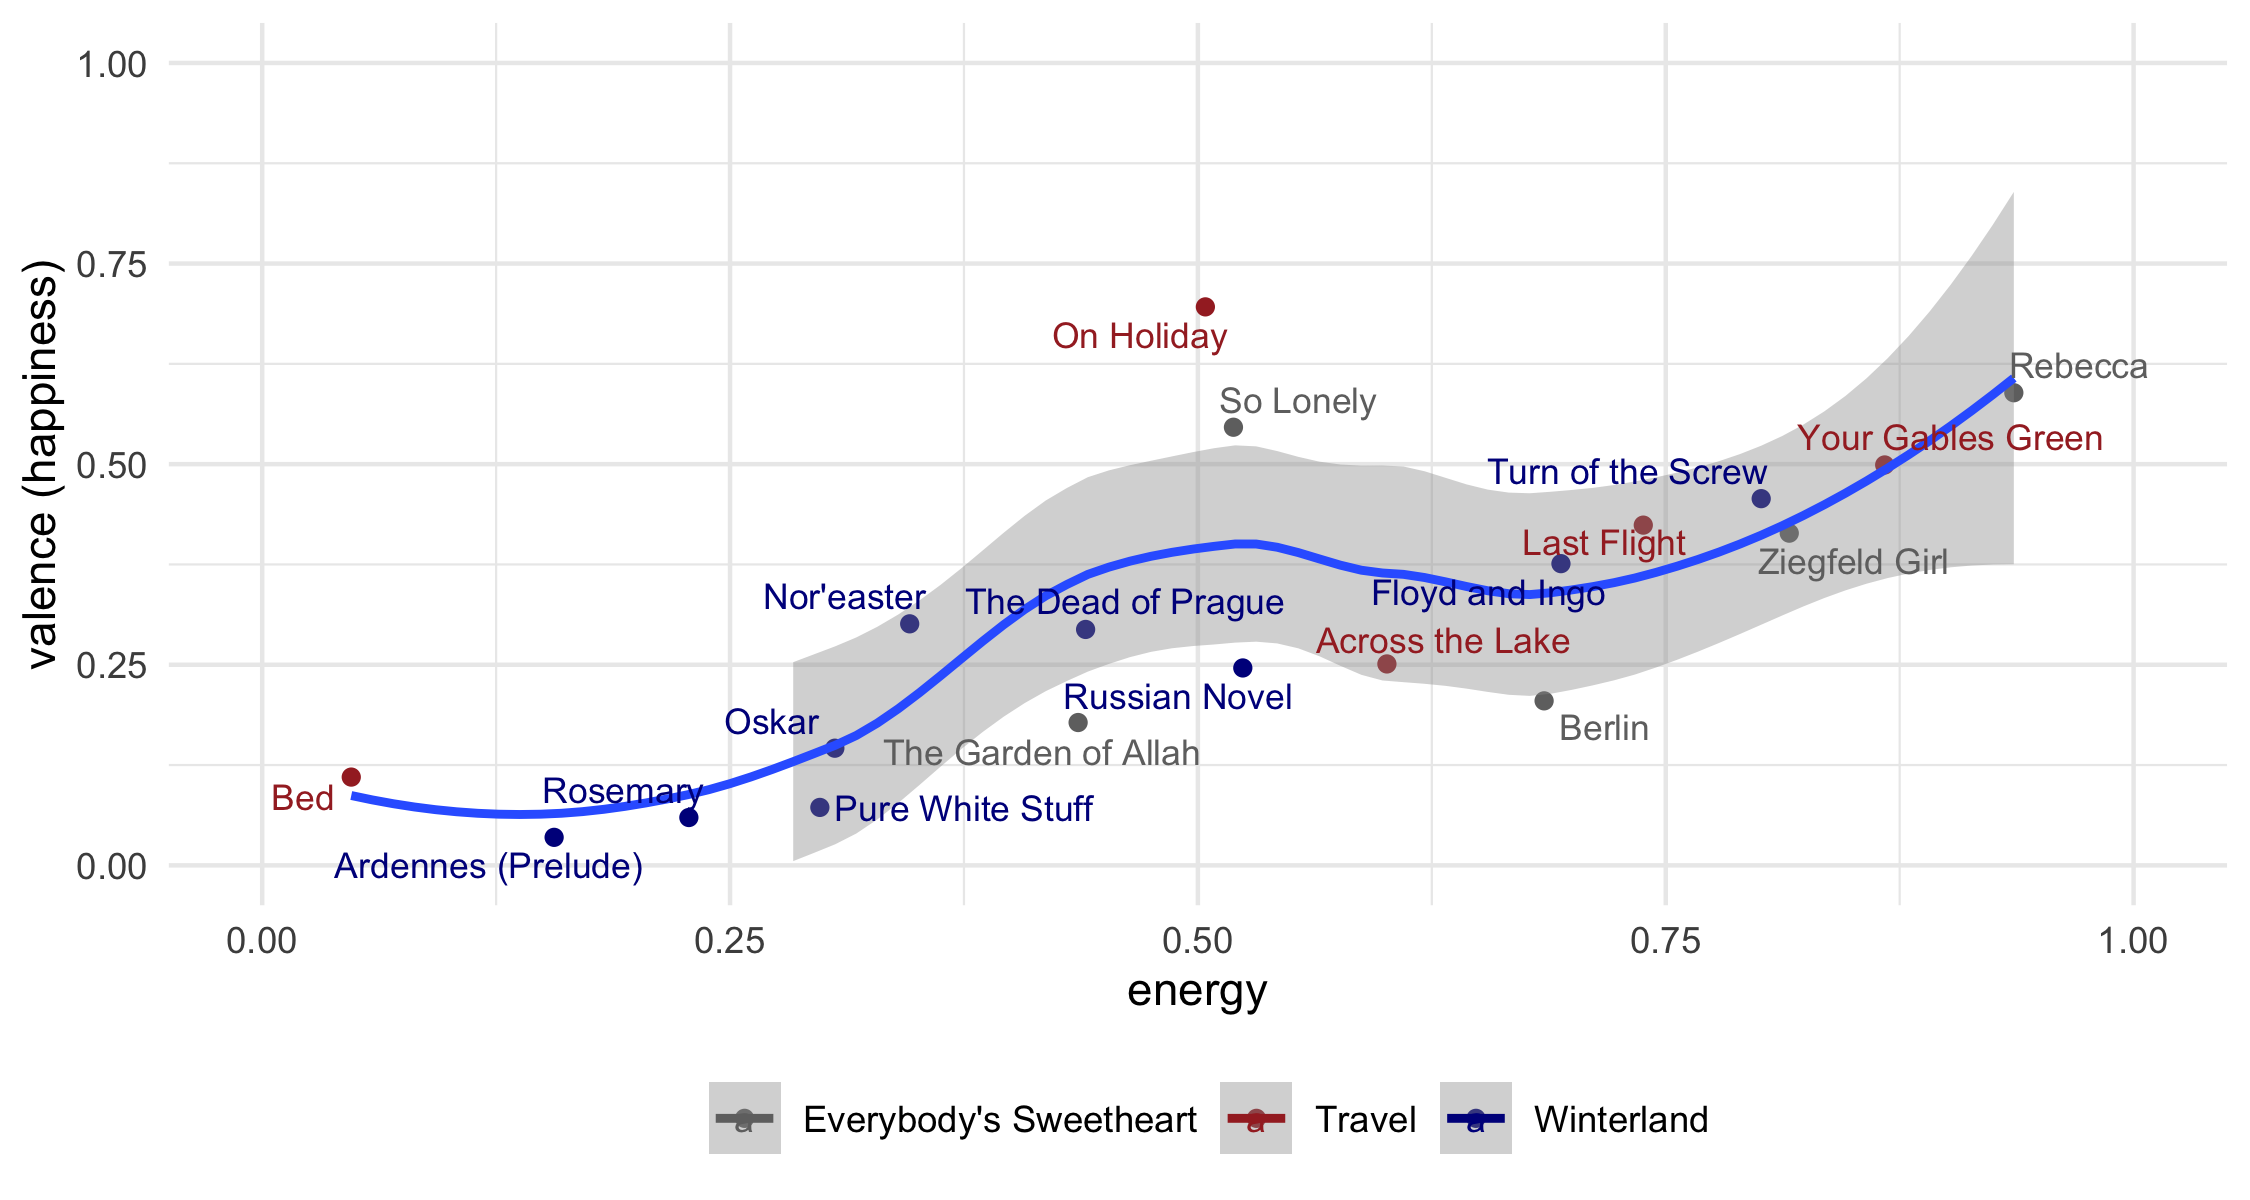 1.00
0.75
0.50
0.25
0.00
valence (happiness)
On Holiday
So Lonely
Rebecca
Your Gables Green
Turn of the Screw
Last Flight
Ziegfeld Girl
Nor'easter
The Dead of Prague
Floyd and Ingo
Across the Lake
Russian Novel
Oskar
The Garden of Allah
Berlin
Bed
Rosemary
Pure White Stuff
Ardennes (Prelude)
0.00 0.25 0.50 0.75 1.00
energy
a Everybody's Sweetheart a Travel a Winterland